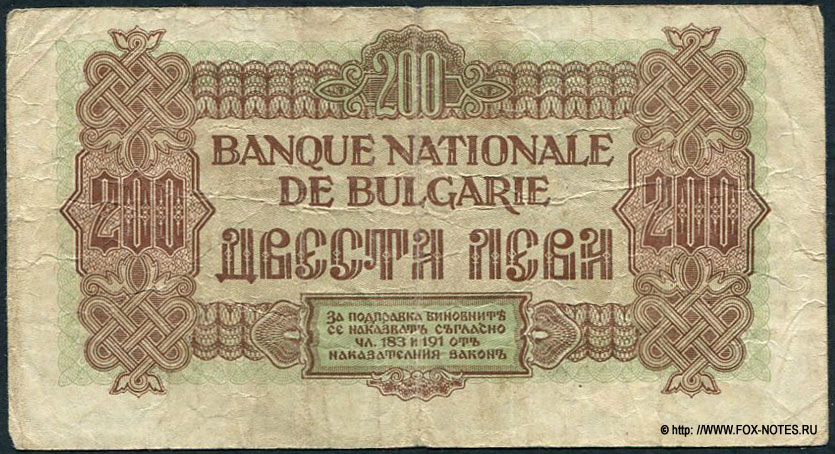 200
BANQUE NATIONALE
DE BULGARIE
200 200
ДВЕСТА ЛЕВА
ЗА ПОДПРАВКА ВИНОВНИТѢ
СЕ НАКАЗВАТЪ СЪГЛАСНО
ЧЛ. 183 И 191 ОТЪ
НАКАЗАТЕЛНИЯ ЗАКОНЪ
© http: //WWW.FOX-NOTES.RU